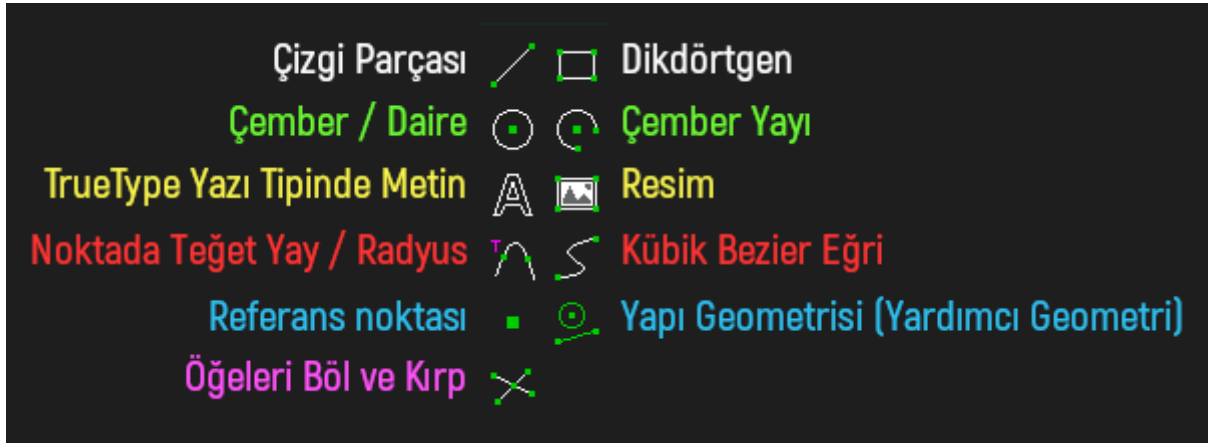 Çizgi Parçası Dikdörtgen
Çember / Daire Çember Yayı
TrueType Yazı Tipinde Metin Resim
Noktada Teğet Yay / Radyus Kübik Bezier Eğri
Referans noktası Yapı Geometrisi (Yardımcı Geometri)
Öğeleri Böl ve Kırp